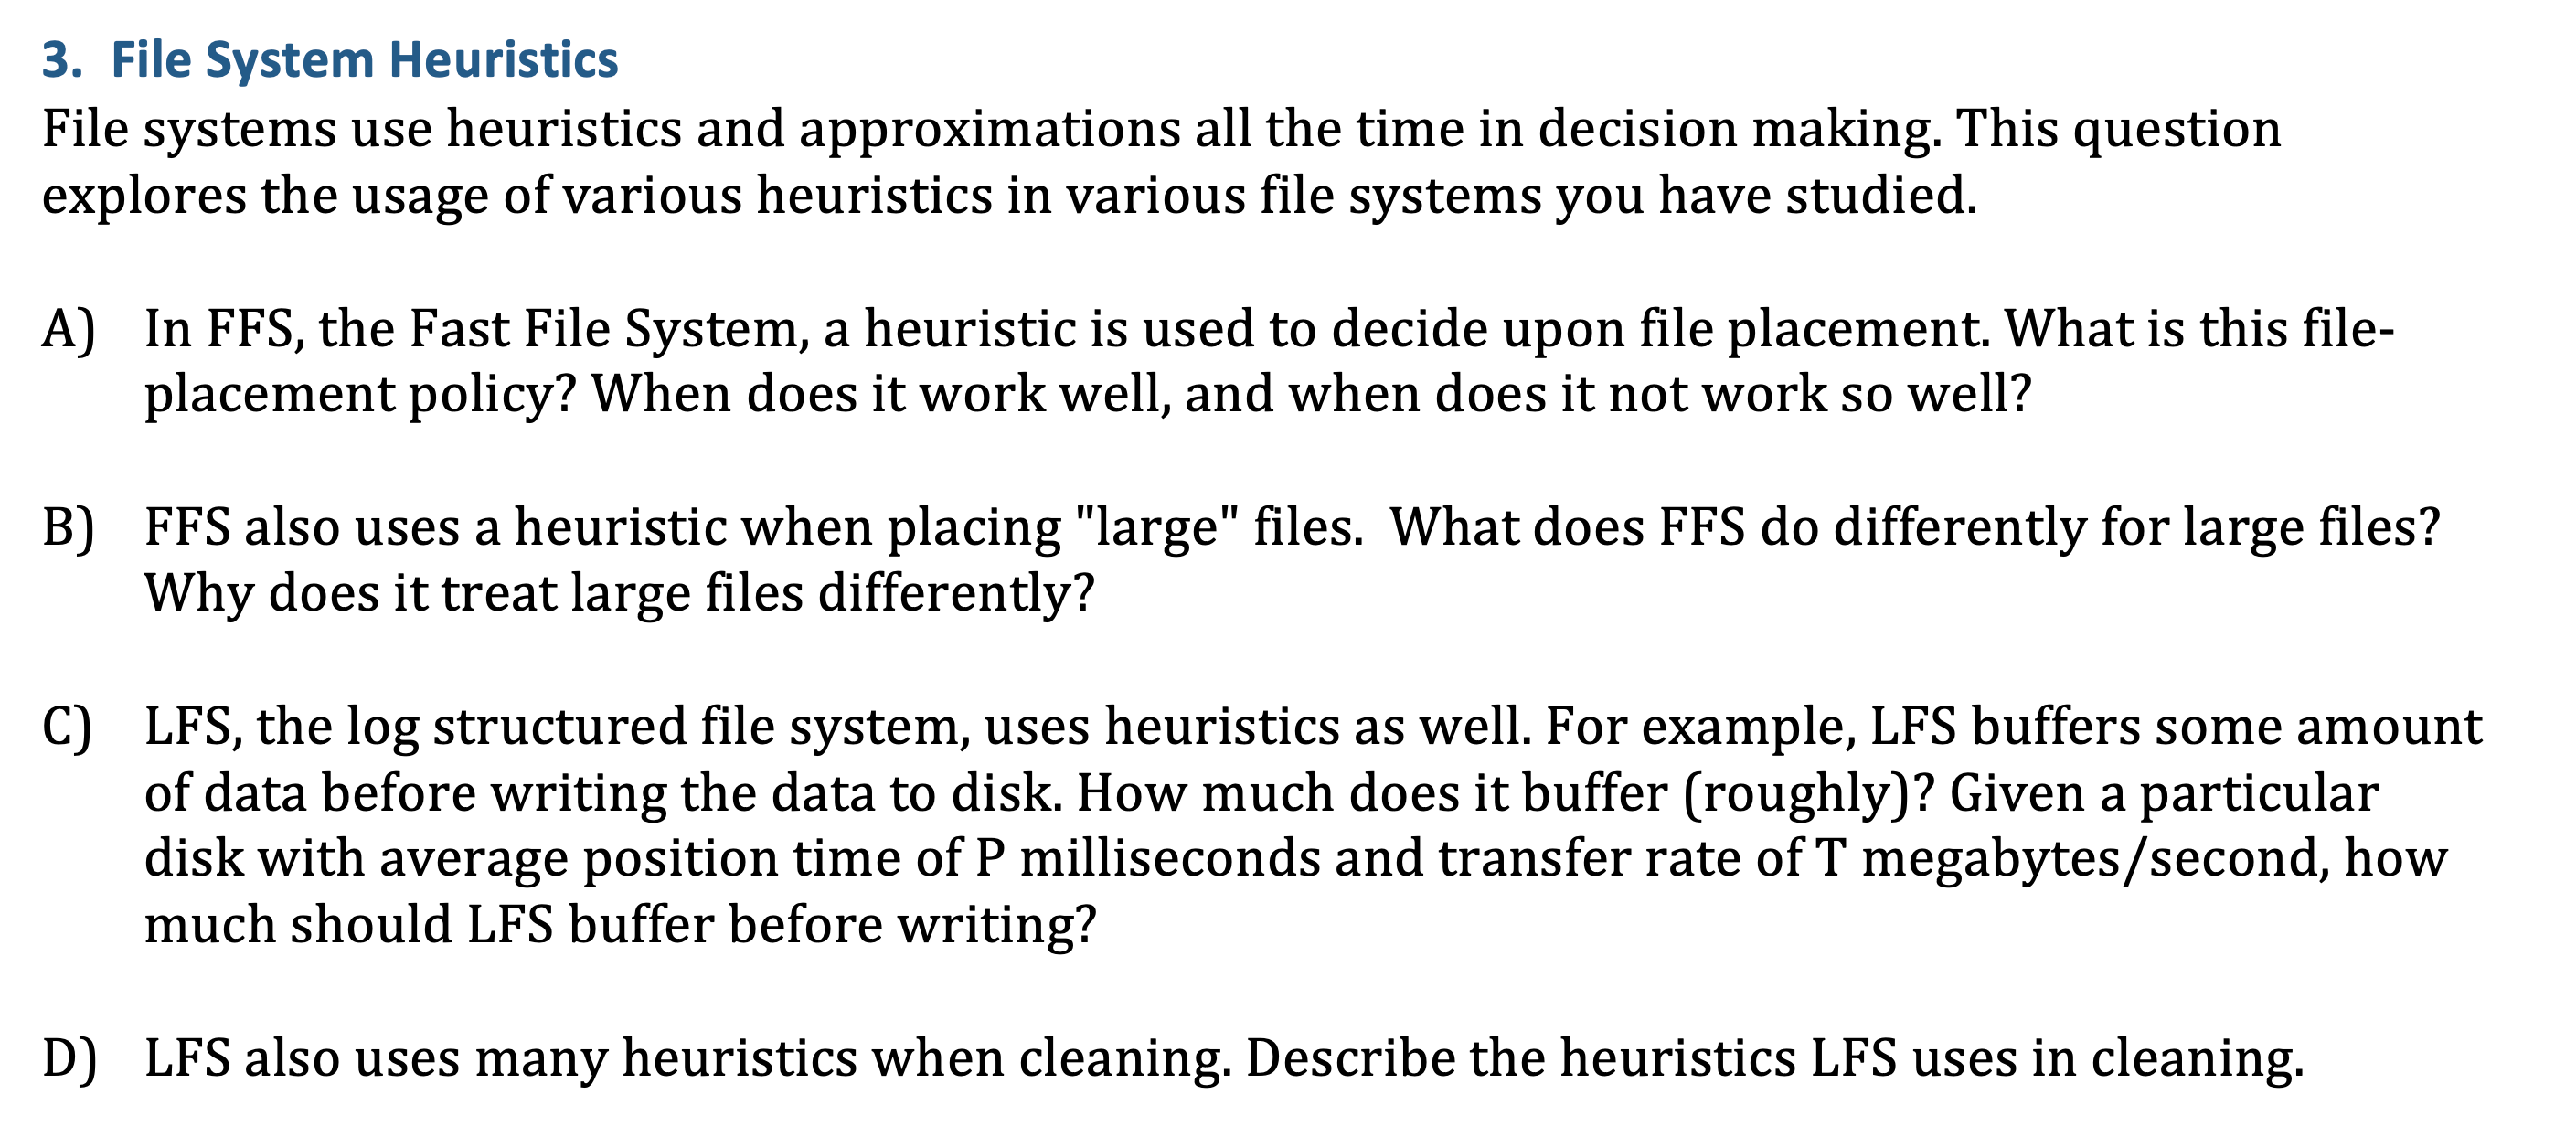 3. File System Heuristics
File systems use heuristics and approximations all the time in decision making. This question
explores the usage of various heuristics in various file systems you have studied.
A) In FFS, the Fast File System, a heuristic is used to decide upon file placement. What is this file-
placement policy? When does it work well, and when does it not work so well?
B) FFS also uses a heuristic when placing "large" files.  What does FFS do differently for large files?
Why does it treat large files differently?
C) LFS, the log structured file system, uses heuristics as well. For example, LFS buffers some amount
of data before writing the data to disk. How much does it buffer (roughly)? Given a particular
disk with average position time of P milliseconds and transfer rate of T megabytes/second, how
much should LFS buffer before writing?
D) LFS also uses many heuristics when cleaning. Describe the heuristics LFS uses in cleaning.